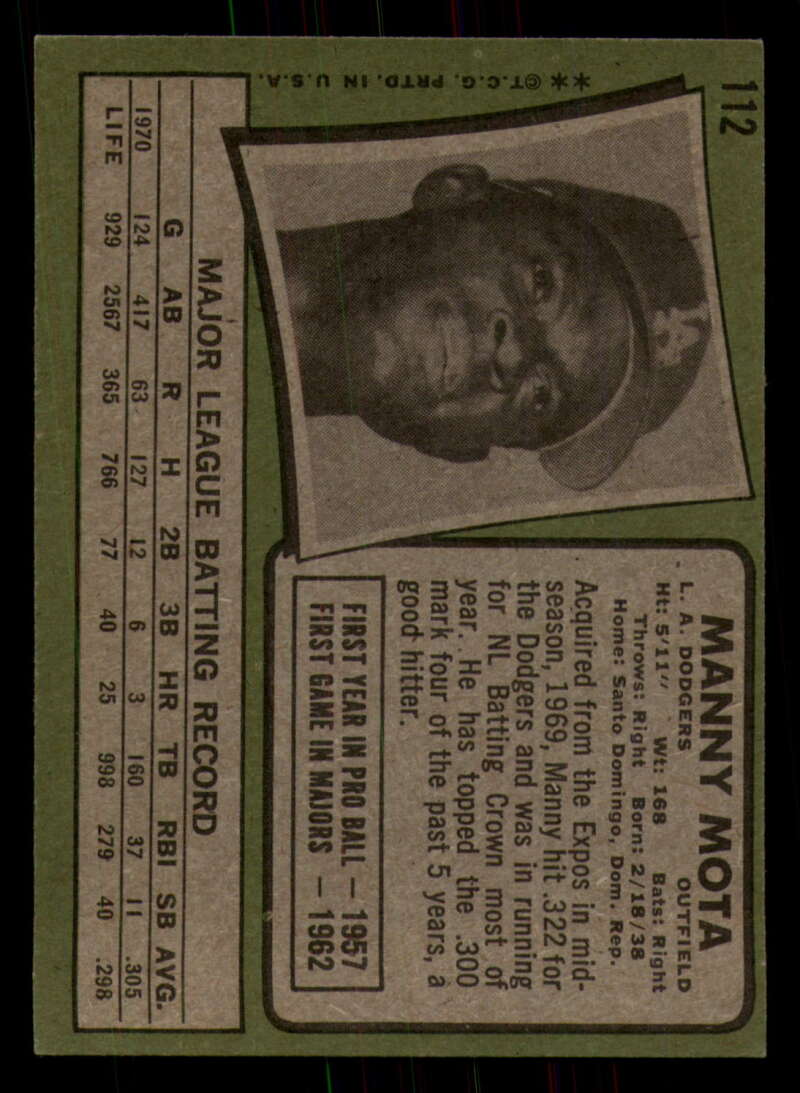 112
MANNY MOTA
L. A. DODGERS OUTFIELD
Ht: 5'11" Wt: 168 Bats: Right
Throws: Right Born: 2/18/38
Home: Santo Domingo, Dom. Rep.
Acquired from the Expos in mid-
season, 1969, Manny hit .322 for
the Dodgers and was in running
for NL Batting Crown most of
year. He has topped the .300
mark four of the past 5 years, a
good hitter.
FIRST YEAR IN PRO BALL — 1957
FIRST GAME IN MAJORS — 1962
MAJOR LEAGUE BATTING RECORD
G AB R H 2B 3B HR TB RBI SB AVG.
1970 124 417 63 127 12 6 3 160 37 11 .305
LIFE 929 2567 365 766 77 40 25 998 279 40 .298
**©T.C.G. PRTD. IN U.S.A.
LA